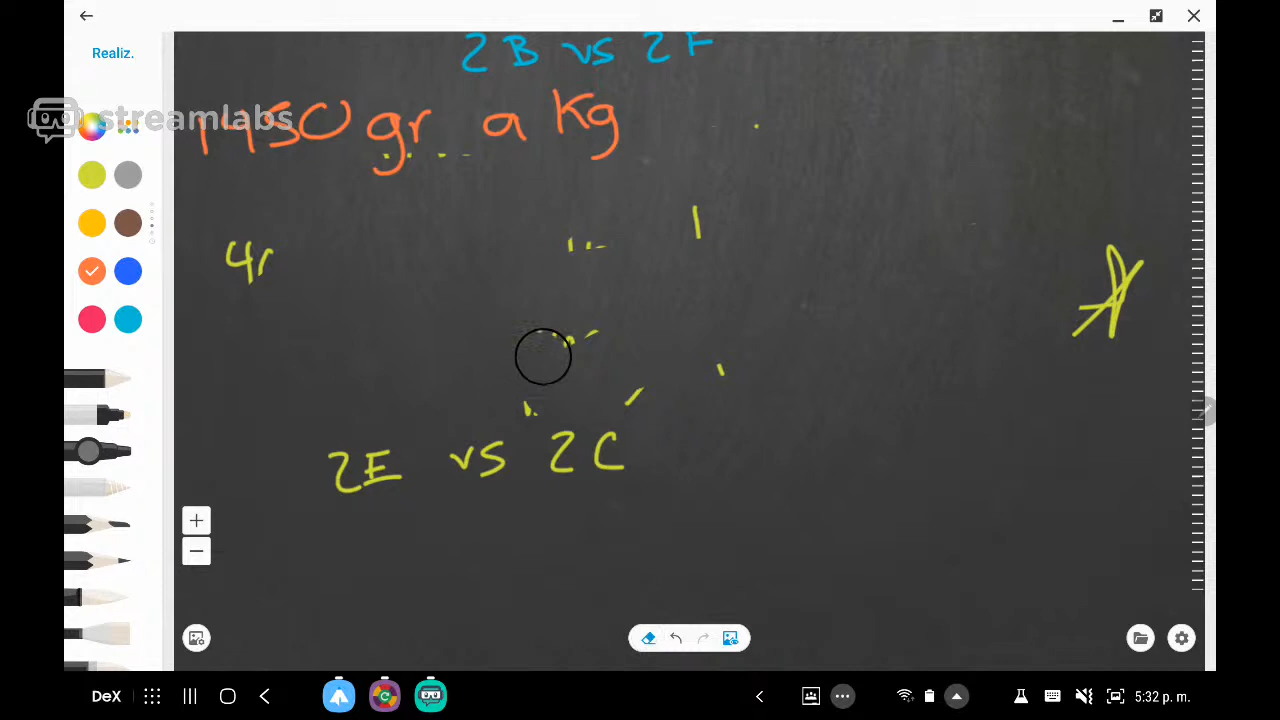 Realiz.
streamlabs
2B vs 2F
1450 gr a Kg
2E vs 2C
DeX
5:32 p. m.